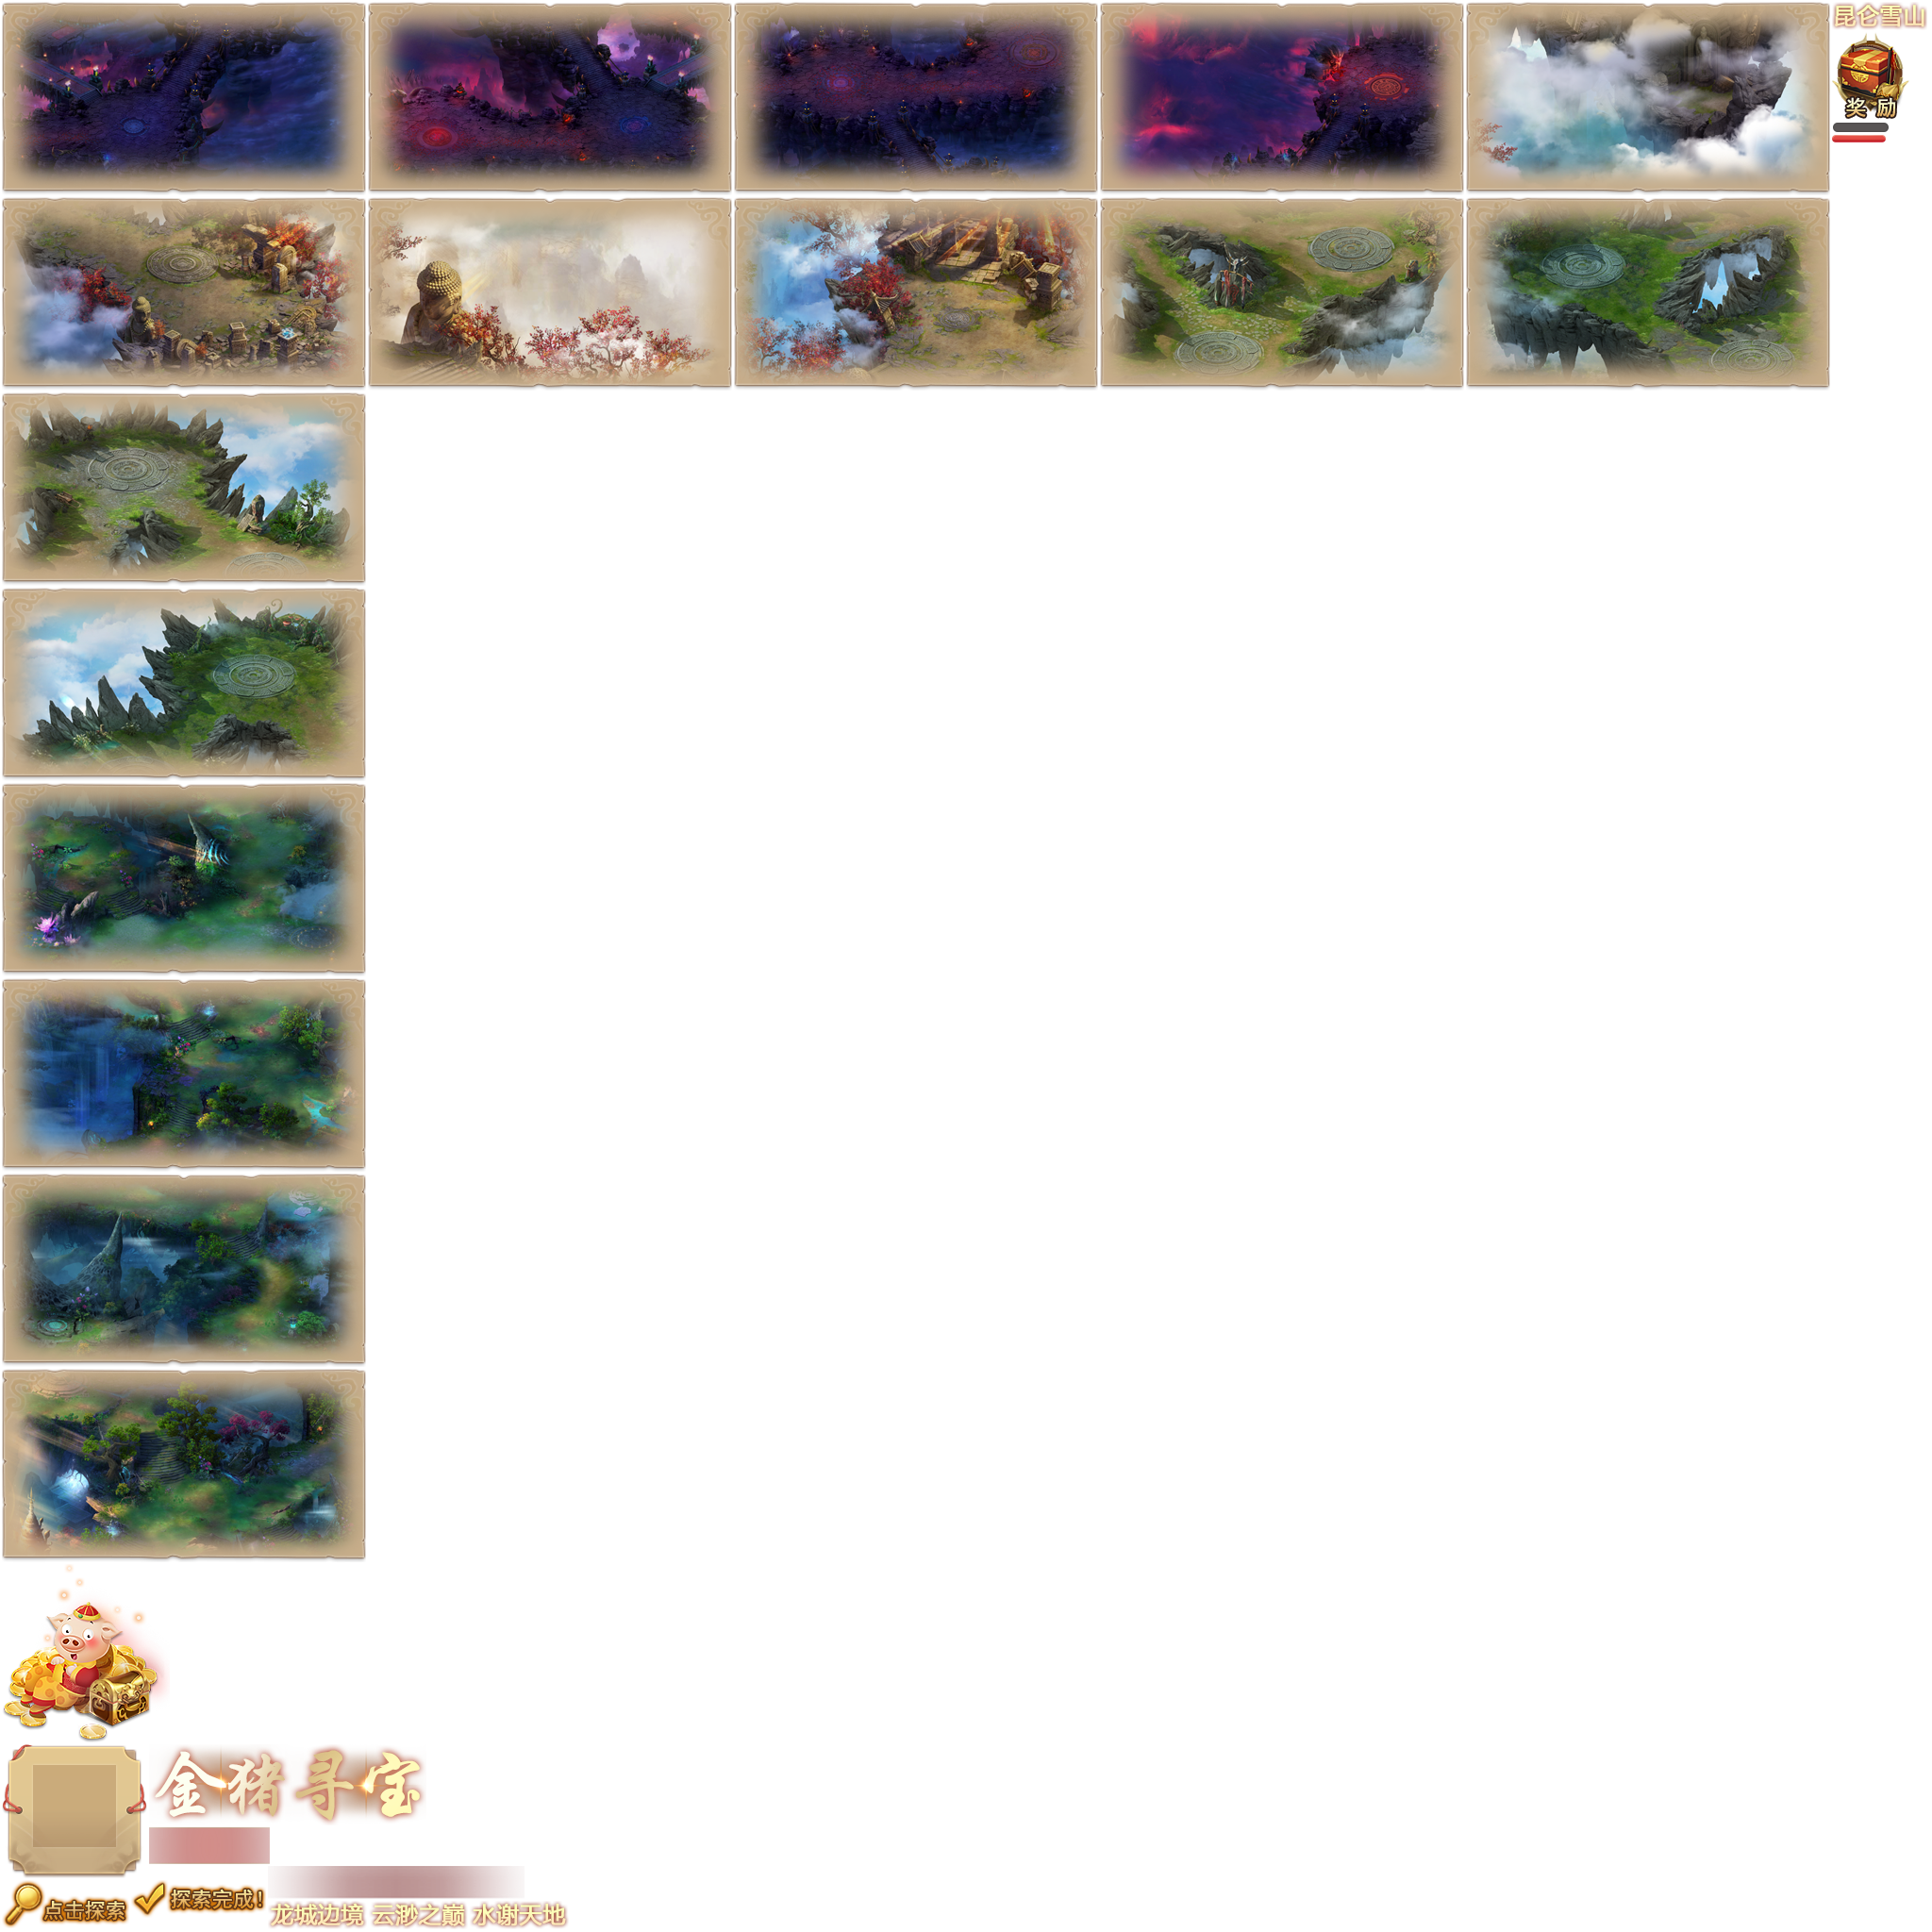 昆仑雪山
奖励
金猪寻宝
点击探索
探索完成！
龙城边境 云渺之巅 水谢天地